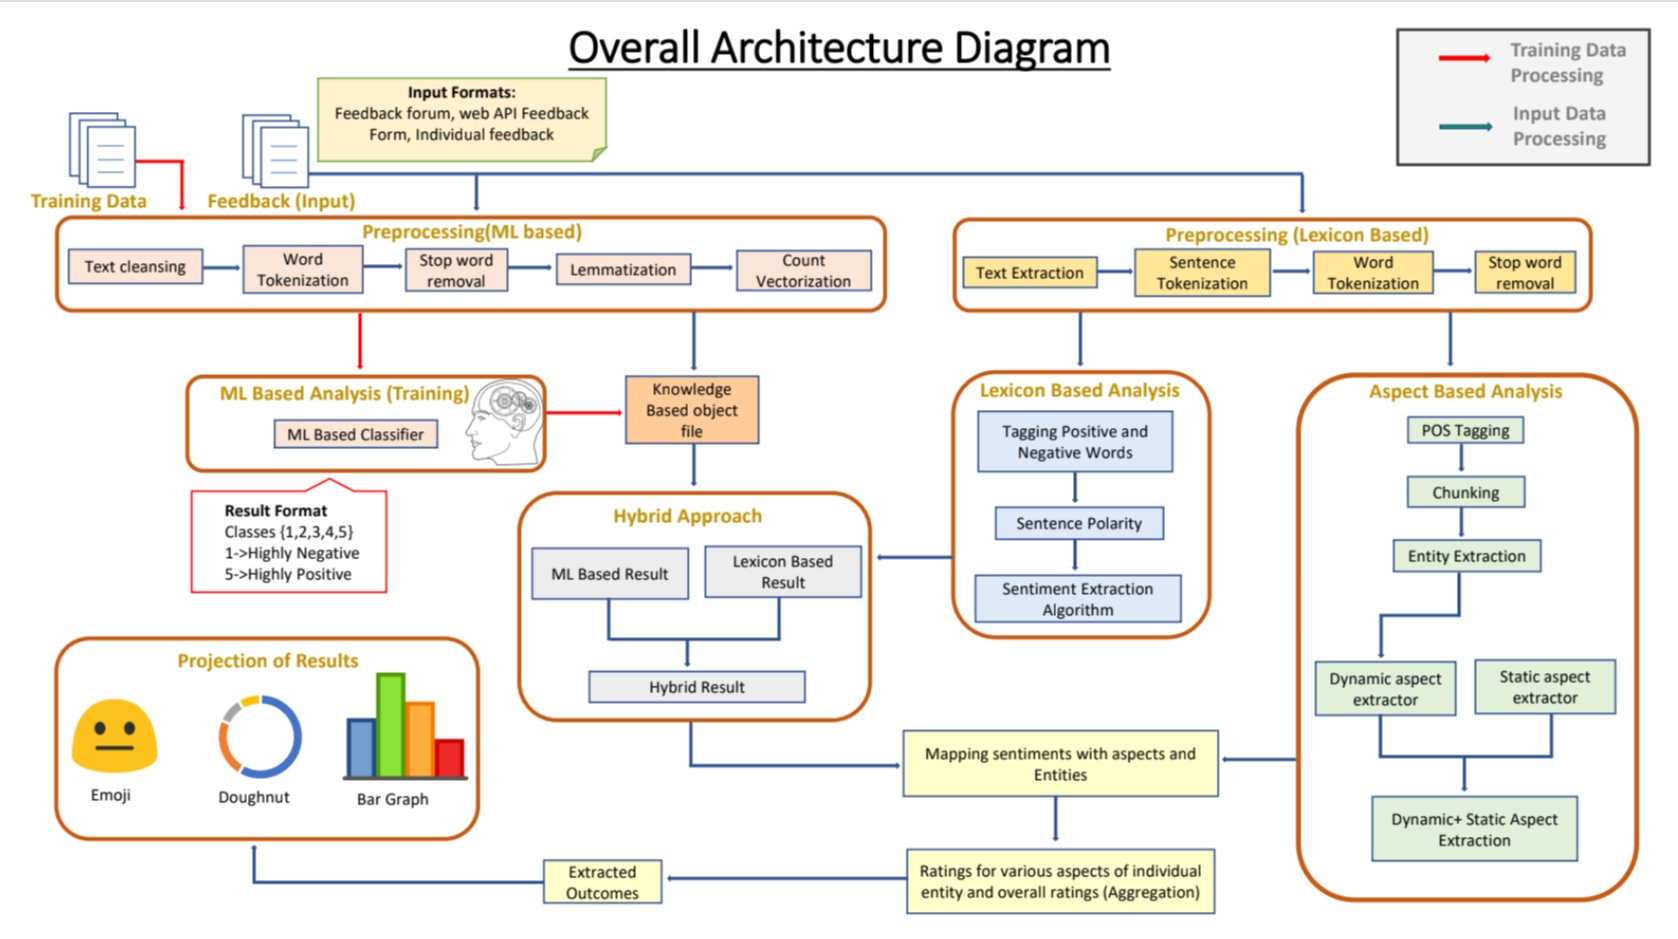 Overall Architecture Diagram
Training Data
Processing
Input Data
Processing
Input Formats:
Feedback forum, web API Feedback
Form, Individual feedback
Training Data
Feedback (Input)
Preprocessing(ML based)
Text cleansing
Word
Tokenization
Stop word
removal
Lemmatization
Count
Vectorization
Preprocessing (Lexicon Based)
Text Extraction
Sentence
Tokenization
Word
Tokenization
Stop word
removal
ML Based Analysis (Training)
ML Based Classifier
Knowledge
Based object
file
Result Format
Classes {1,2,3,4,5}
1->Highly Negative
5->Highly Positive
Lexicon Based Analysis
Tagging Positive and
Negative Words
Sentence Polarity
Sentiment Extraction
Algorithm
Aspect Based Analysis
POS Tagging
Chunking
Entity Extraction
Dynamic aspect
extractor
Static aspect
extractor
Dynamic+ Static Aspect
Extraction
Hybrid Approach
ML Based Result
Lexicon Based
Result
Hybrid Result
Mapping sentiments with aspects and
Entities
Ratings for various aspects of individual
entity and overall ratings (Aggregation)
Extracted
Outcomes
Projection of Results
Emoji
Doughnut
Bar Graph